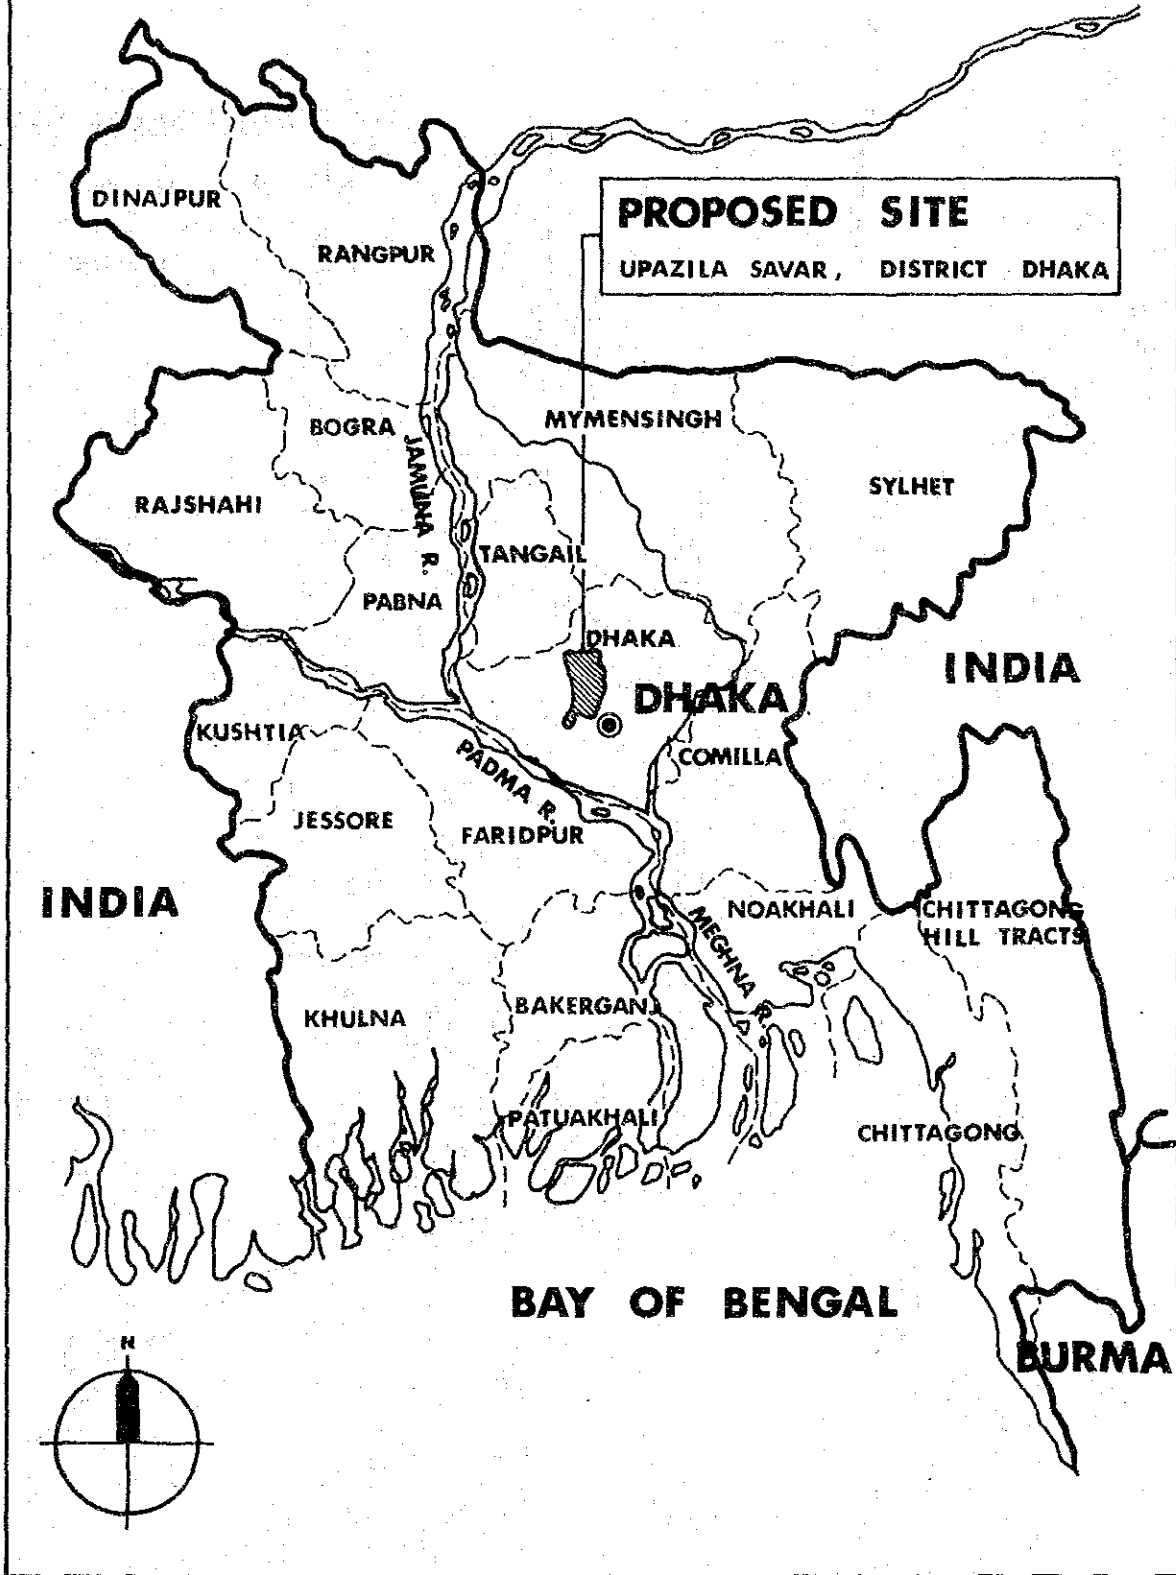 PROPOSED SITE
UPAZILA SAVAR, DISTRICT DHAKA
DINAJPUR
RANGPUR
BOGRA
JAMUNA R.
MYMENSINGH
SYLHET
RAJSHAHI
TANGAIL
PABNA
DHAKA
DHAKA
INDIA
KUSHTIA
PADMA R.
COMILLA
JESSORE
FARIDPUR
INDIA
NOAKHALI
CHITTAGONG
HILL TRACTS
MEGHNA R.
KHULNA
BAKERGANJ
PATUAKHALI
CHITTAGONG
BAY OF BENGAL
N
BURMA